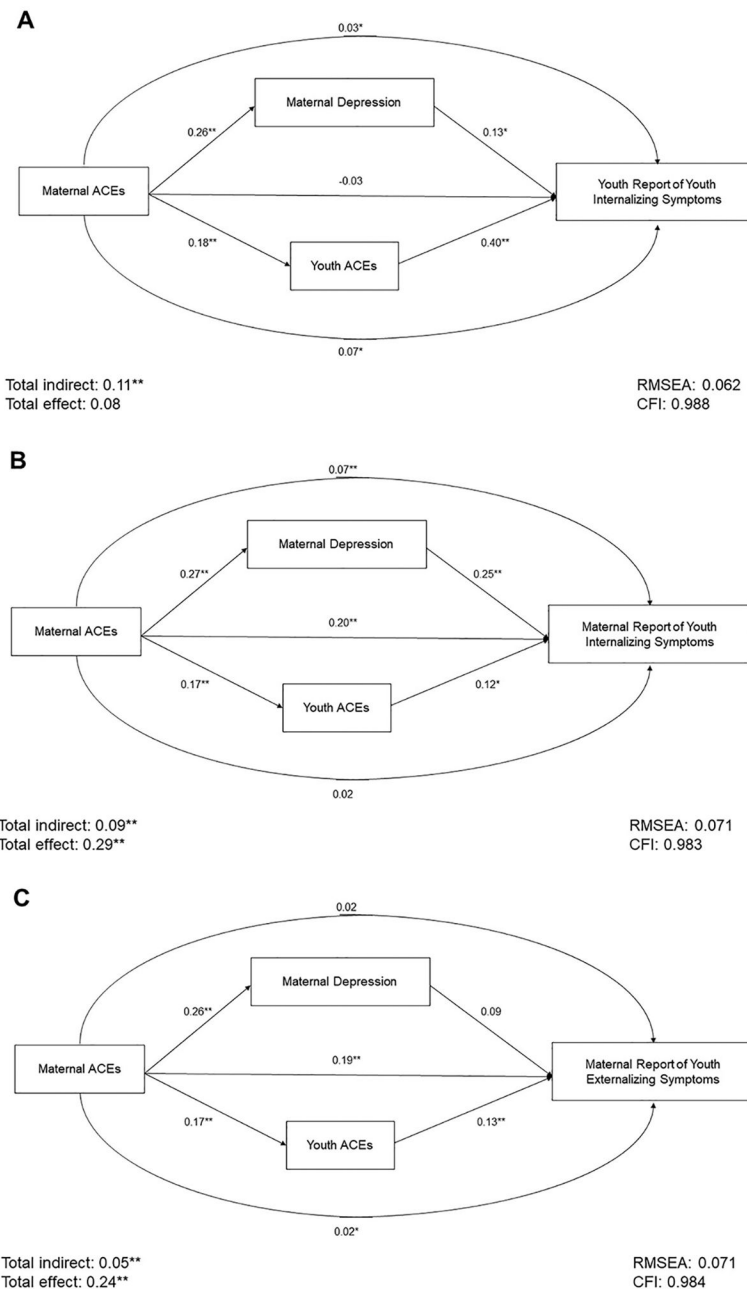 A
0.03*
Maternal Depression
0.26**
0.13*
Maternal ACEs
-0.03
Youth Report of Youth
Internalizing Symptoms
0.18**
Youth ACEs
0.40**
0.07*
Total indirect: 0.11**
Total effect: 0.08
RMSEA: 0.062
CFI: 0.988
B
0.07**
Maternal Depression
0.27**
0.25**
Maternal ACEs
0.20**
Maternal Report of Youth
Internalizing Symptoms
0.17**
Youth ACEs
0.12*
0.02
Total indirect: 0.09**
Total effect: 0.29**
RMSEA: 0.071
CFI: 0.983
C
0.02
Maternal Depression
0.26**
0.09
Maternal ACEs
0.19**
Maternal Report of Youth
Externalizing Symptoms
0.17**
Youth ACEs
0.13**
0.02*
Total indirect: 0.05**
Total effect: 0.24**
RMSEA: 0.071
CFI: 0.984